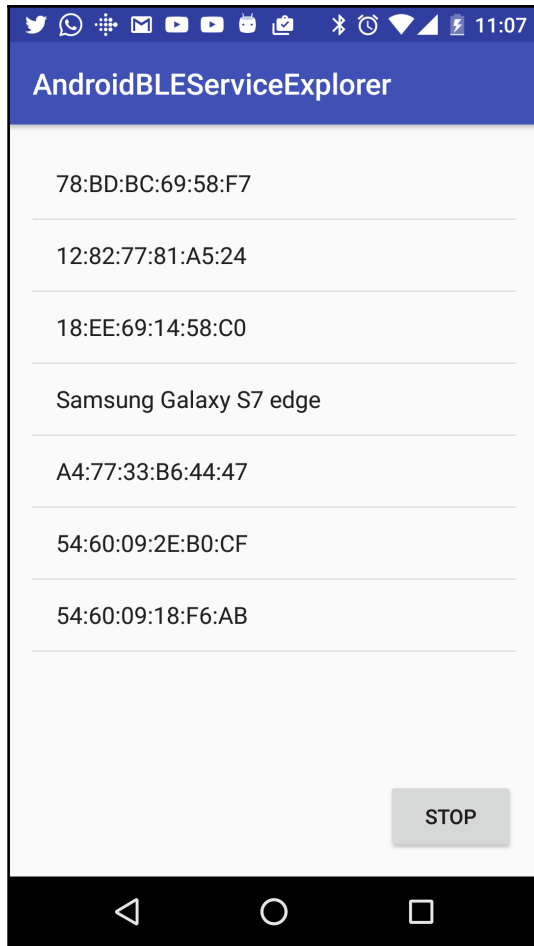 11:07
AndroidBLEServiceExplorer
78:BD:BC:69:58:F7
12:82:77:81:A5:24
18:EE:69:14:58:C0
Samsung Galaxy S7 edge
A4:77:33:B6:44:47
54:60:09:2E:B0:CF
54:60:09:18:F6:AB
STOP